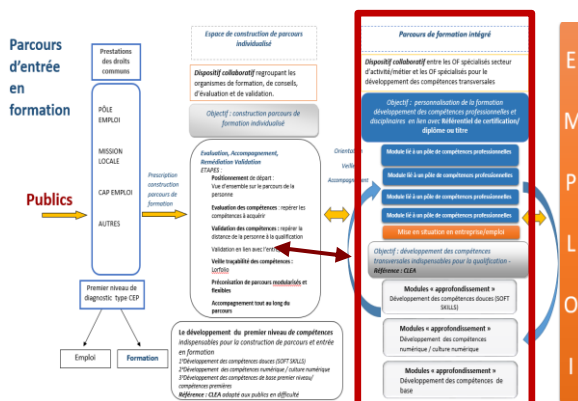 Parcours
d'entrée
en
formation
Publics
Prestations
des droits
communs
PÔLE
EMPLOI
MISSION
LOCALE
CAP EMPLOI
AUTRES
Premier niveau de
diagnostic type CEP
Emploi
Formation
Prescription
construction
parcours de
formation
Espace de construction de parcours
individualisé
Dispositif collaboratif regroupant les
organismes de formation, de conseils,
d'évaluation et de validation.
Objectif : construction parcours
de formation individualisé
Evaluation, Accompagnement,
Remédiation Validation
ETAPES :
Positionnement de départ :
Vue d'ensemble sur le parcours de la
personne
Evaluation des compétences : repérer les
compétences à acquérir
Validation des compétences : repérer la
distance de la personne à la qualification
Validation en lien avec l'entr
Veille traçabilité des compétences :
Lorfolio
Préconisation de parcours modularisés et
flexibles
Accompagnement tout au long du
parcours
Le développement du premier niveau de compétences
indispensables pour la construction de parcours et entrée
en formation
1°Développement des compétences douces (SOFT SKILLS)
2°Développement des compétences numérique / culture numérique
3°Développement des compétences de base premier niveau/
compétences premières
Référence : CLEA adapté aux publics en difficulté
Orientation
Veille
Accompagnement
Parcours de formation intégré
Dispositif collaboratif entre les OF spécialisés secteur
d'activité/métier et les OF spécialisés pour le
développement des compétences transversales
Objectif : personnalisation de la formation
développement des compétences professionnelles et
disciplinaires en lien avec Référentiel de certification/
diplôme ou titre
Module lié à un pôle de compétences professionnelles
Module lié à un pôle de compétences professionnelles
Module lié à un pôle de compétences professionnelles
Module lié à un pôle de compétences professionnelles
Mise en situation en entreprise/emploi
Objectif : développement des compétences
transversales indispensables pour la qualification -
Référence : CLEA
Modules « approfondissement »
Développement des compétences douces (SOFT
SKILLS)
Modules « approfondissement »
Développement des compétences
numérique / culture numérique
Modules « approfondissement »
Développement des compétences de
base
E
M
P
L
O
I